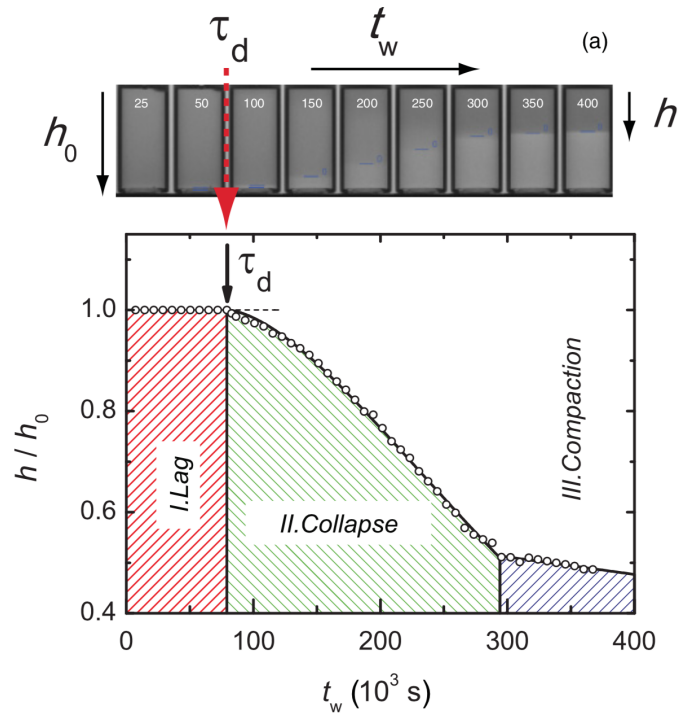 τd
tw
(a)
25 50 100 150 200 250 300 350 400
h0
h
τd
1.0
0.8
0.6
0.4
h / h0
I.Lag
II.Collapse
III.Compaction
0 100 200 300 400
tw (10³ s)